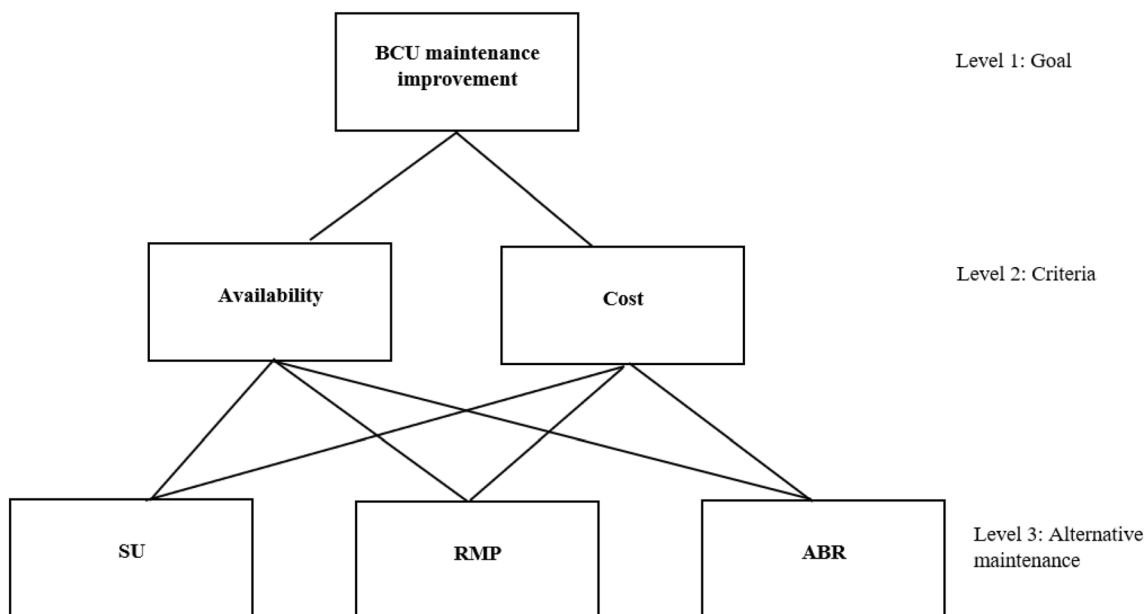 BCU maintenance
improvement
Level 1: Goal
Availability
Cost
Level 2: Criteria
SU
RMP
ABR
Level 3: Alternative
maintenance